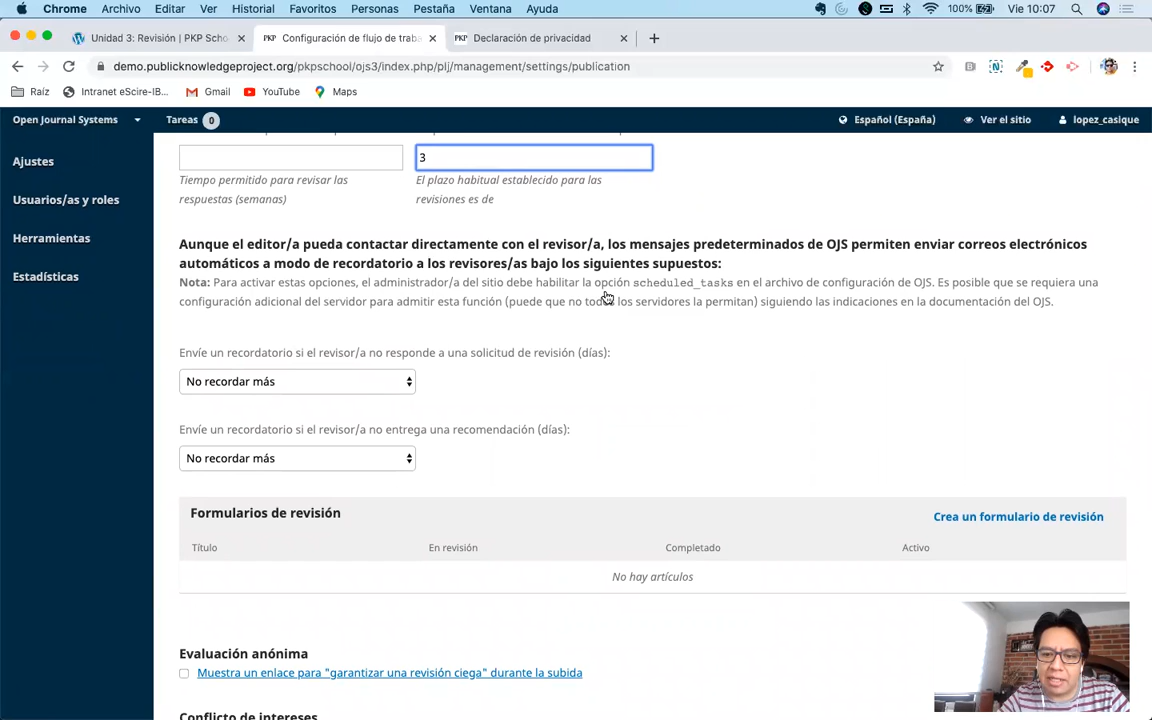 Chrome Archivo Editar Ver Historial Favoritos Personas Pestaña Ventana Ayuda 100% Vie 10:07
Unidad 3: Revisión | PKP Scho × PKP Configuración de flujo de traba × PKP Declaración de privacidad × +
demo.publicknowledgeproject.org/pkpschool/ojs3/index.php/plj/management/settings/publication
Raíz Intranet eScire-IB... Gmail YouTube Maps
Open Journal Systems Tareas 0 Español (España) Ver el sitio lopez_casique
Ajustes
Usuarios/as y roles
Herramientas
Estadísticas
3
Tiempo permitido para revisar las respuestas (semanas)
El plazo habitual establecido para las revisiones es de
Aunque el editor/a pueda contactar directamente con el revisor/a, los mensajes predeterminados de OJS permiten enviar correos electrónicos
automáticos a modo de recordatorio a los revisores/as bajo los siguientes supuestos:
Nota: Para activar estas opciones, el administrador/a del sitio debe habilitar la opción scheduled_tasks en el archivo de configuración de OJS. Es posible que se requiera una
configuración adicional del servidor para admitir esta función (puede que no todos los servidores la permitan) siguiendo las indicaciones en la documentación del OJS.
Envíe un recordatorio si el revisor/a no responde a una solicitud de revisión (días):
No recordar más
Envíe un recordatorio si el revisor/a no entrega una recomendación (días):
No recordar más
Formularios de revisión Crea un formulario de revisión
Título En revisión Completado Activo
No hay artículos
Evaluación anónima
Muestra un enlace para "garantizar una revisión ciega" durante la subida
Conflicto de intereses